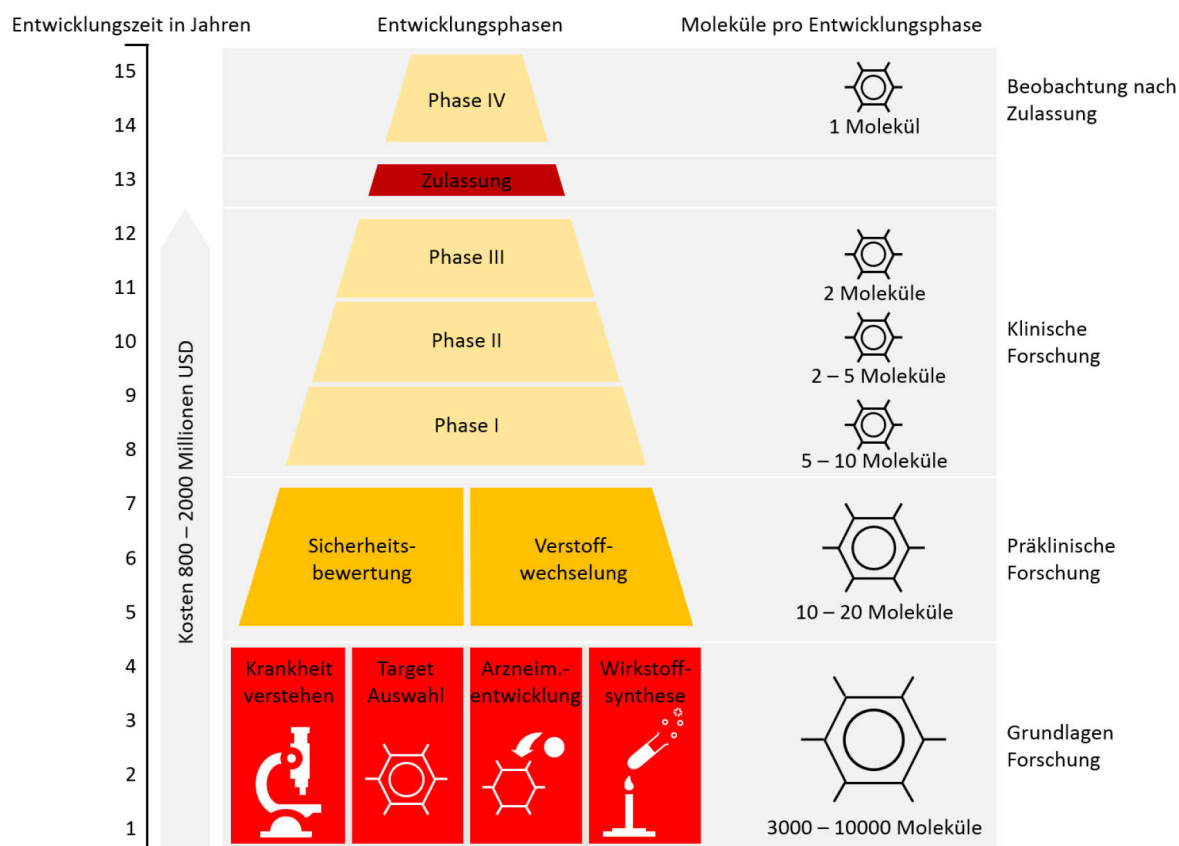 Entwicklungszeit in Jahren
Entwicklungsphasen
Moleküle pro Entwicklungsphase
15
14
13
12
11
10
9
8
7
6
5
4
3
2
1
Kosten 800 – 2000 Millionen USD
Phase IV
1 Molekül
Beobachtung nach
Zulassung
Zulassung
Phase III
2 Moleküle
Phase II
2 – 5 Moleküle
Klinische
Forschung
Phase I
5 – 10 Moleküle
Sicherheits-
bewertung
Verstoff-
wechselung
10 – 20 Moleküle
Präklinische
Forschung
Krankheit
verstehen
Target
Auswahl
Arzneim.-
entwicklung
Wirkstoff-
synthese
3000 – 10000 Moleküle
Grundlagen
Forschung